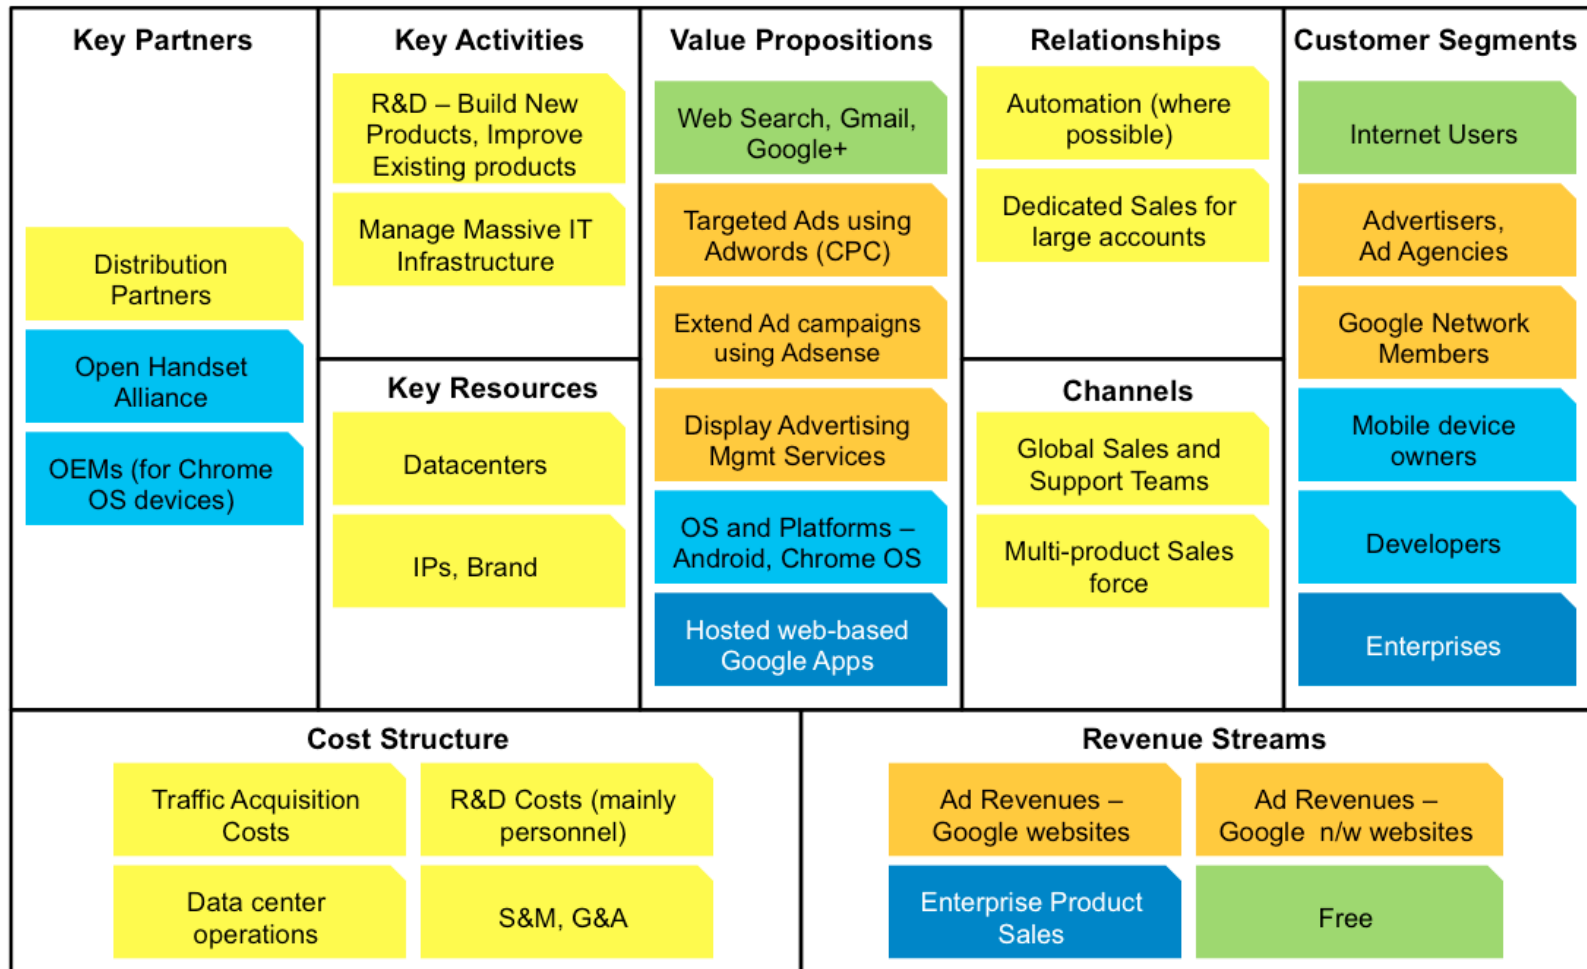 Key Partners
Distribution
Partners
Open Handset
Alliance
OEMs (for Chrome
OS devices)
Key Activities
R&D – Build New
Products, Improve
Existing products
Manage Massive IT
Infrastructure
Key Resources
Datacenters
IPs, Brand
Value Propositions
Web Search, Gmail,
Google+
Targeted Ads using
Adwords (CPC)
Extend Ad campaigns
using Adsense
Display Advertising
Mgmt Services
OS and Platforms –
Android, Chrome OS
Hosted web-based
Google Apps
Relationships
Automation (where
possible)
Dedicated Sales for
large accounts
Channels
Global Sales and
Support Teams
Multi-product Sales
force
Customer Segments
Internet Users
Advertisers,
Ad Agencies
Google Network
Members
Mobile device
owners
Developers
Enterprises
Cost Structure
Traffic Acquisition
Costs
R&D Costs (mainly
personnel)
Data center
operations
S&M, G&A
Revenue Streams
Ad Revenues –
Google websites
Ad Revenues –
Google n/w websites
Enterprise Product
Sales
Free